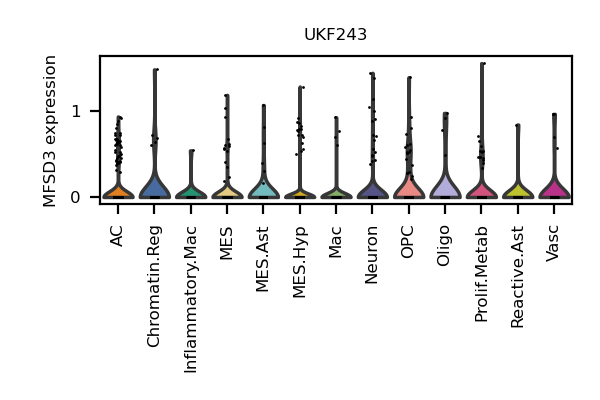 UKF243
MFSD3 expression
1
0
AC
Chromatin.Reg
Inflammatory.Mac
MES
MES.Ast
MES.Hyp
Mac
Neuron
OPC
Oligo
Prolif.Metab
Reactive.Ast
Vasc